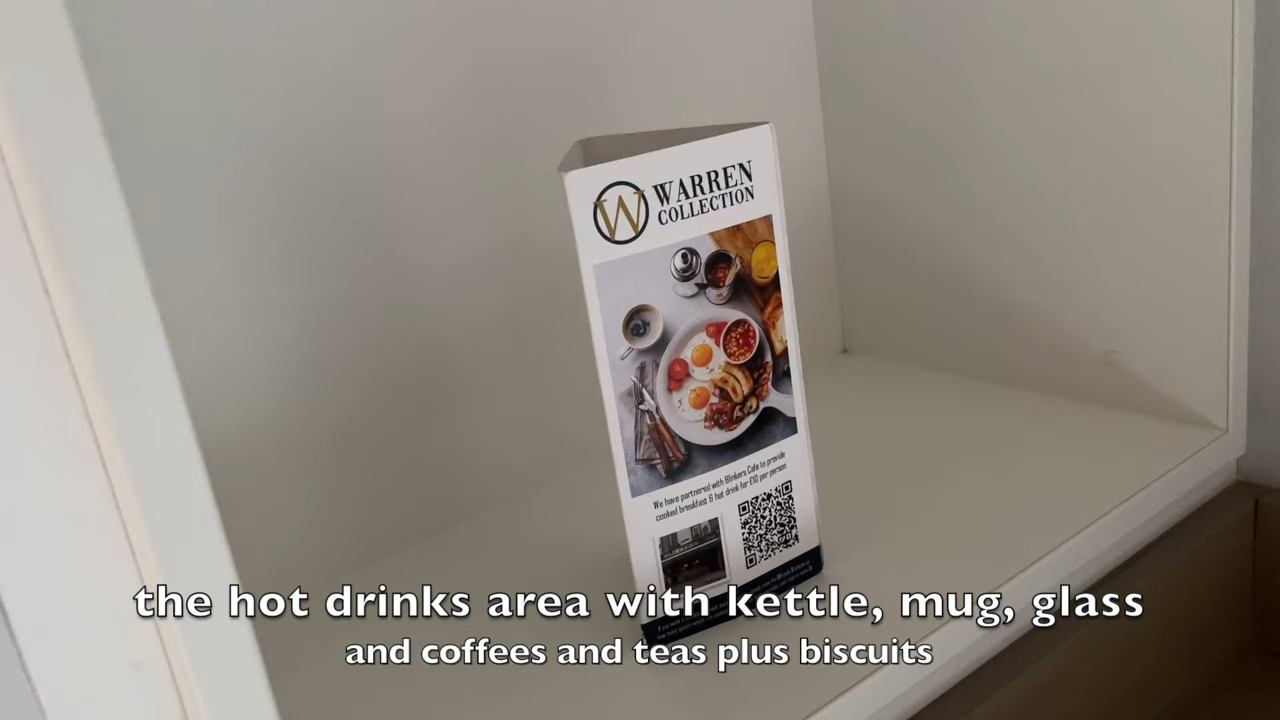 W WARREN
COLLECTION
We have partnered with Blinkers Cafe to provide
cooked breakfast & hot drink for £10 per person
the hot drinks area with kettle, mug, glass
and coffees and teas plus biscuits